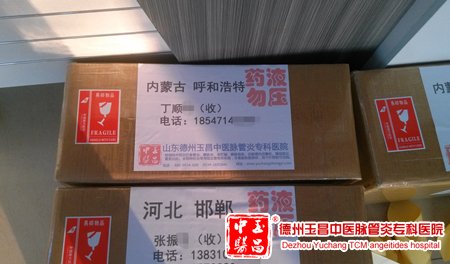 易碎物品
FRAGILE
内蒙古 呼和浩特
丁顺 （收）
电话：1854714
药液
勿压
山东德州玉昌中医脉管炎专科医院
易碎物品
FRAGILE
易碎物品
河北 邯郸
张振 （收）
电话：13831
药液
勿压
玉昌
中医
德州玉昌中医脉管炎专科医院
Dezhou Yuchang TCM angeitides hospital